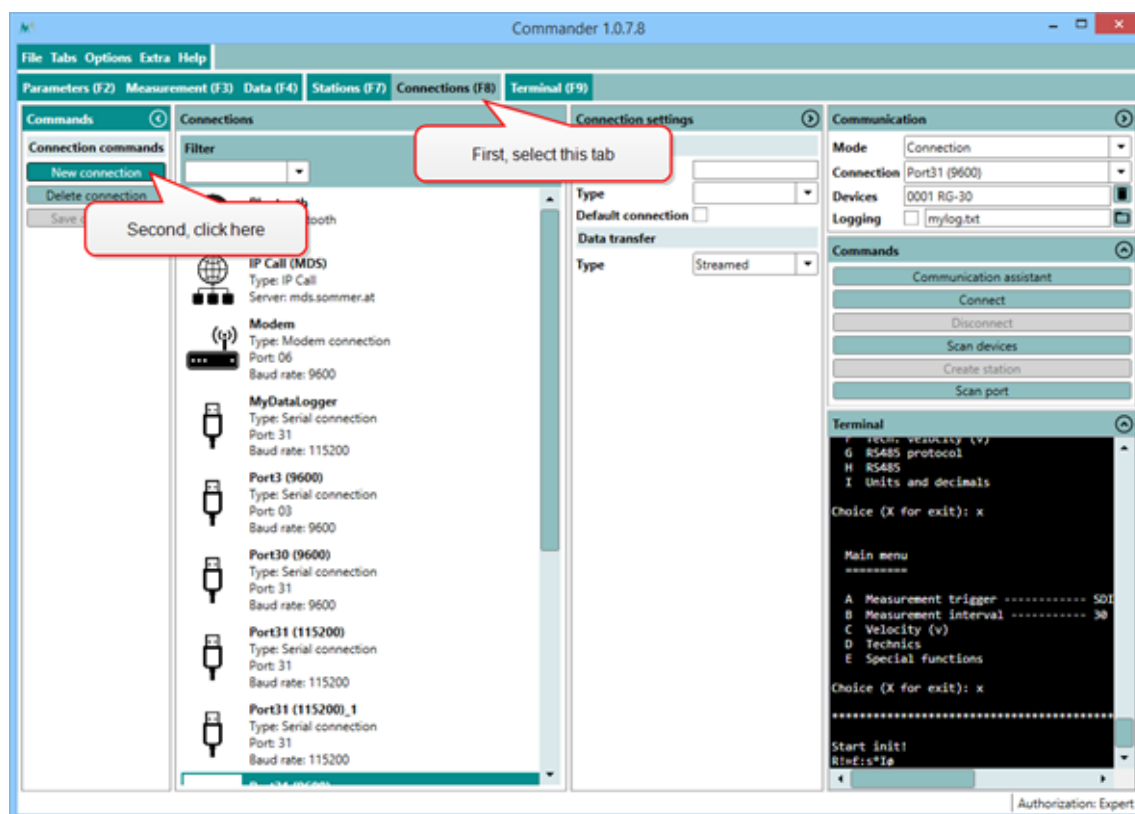 Commander 1.0.7.8
File Tabs Options Extra Help
Parameters (F2) Measurement (F3) Data (F4) Stations (F7) Connections (F8) Terminal (F9)
Commands
Connection commands
New connection
Delete connection
Save
First, select this tab
Second, click here
Connections
Filter
Bluetooth
IP Call (MDS)
Type: IP Call
Server: mds.sommer.at
Modem
Type: Modem connection
Port: 06
Baud rate: 9600
MyDataLogger
Type: Serial connection
Port: 31
Baud rate: 115200
Port3 (9600)
Type: Serial connection
Port: 03
Baud rate: 9600
Port30 (9600)
Type: Serial connection
Port: 31
Baud rate: 9600
Port31 (115200)
Type: Serial connection
Port: 31
Baud rate: 115200
Port31 (115200)_1
Type: Serial connection
Port: 31
Baud rate: 115200
Connection settings
Type
Default connection
Data transfer
Type Streamed
Communication
Mode Connection
Connection Port31 (9600)
Devices 0001 RG-30
Logging mylog.txt
Commands
Communication assistant
Connect
Disconnect
Scan devices
Create station
Scan port
Terminal
F Tech. velocity (v)
G RS485 protocol
H RS485
I Units and decimals
Choice (X for exit): x
Main menu
=========
A Measurement trigger ------------ SDI
B Measurement interval ----------- 30
C Velocity (v)
D Technics
E Special functions
Choice (X for exit): x
Start init!
Authorization: Expert